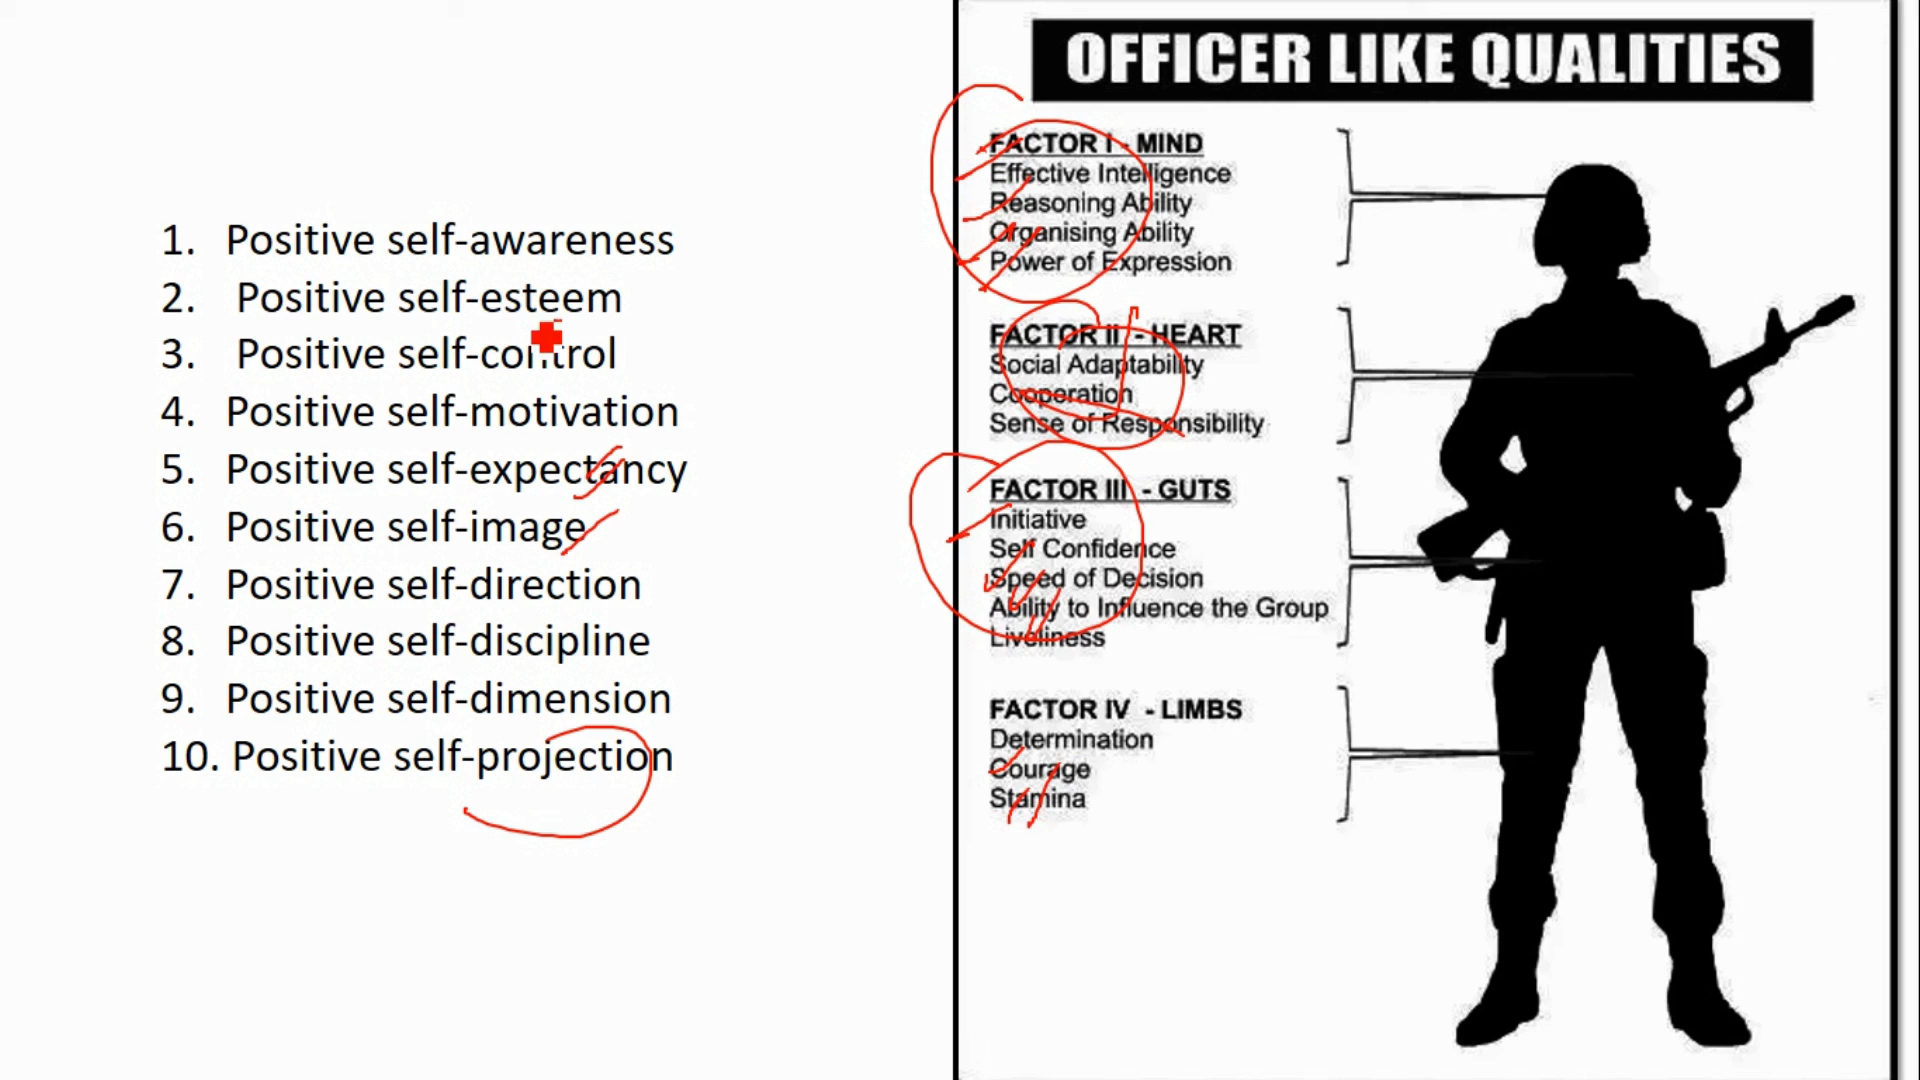 1. Positive self-awareness
2. Positive self-esteem
3. Positive self-control
4. Positive self-motivation
5. Positive self-expectancy
6. Positive self-image
7. Positive self-direction
8. Positive self-discipline
9. Positive self-dimension
10. Positive self-projection
OFFICER LIKE QUALITIES
FACTOR I - MIND
Effective Intelligence
Reasoning Ability
Organising Ability
Power of Expression
FACTOR II - HEART
Social Adaptability
Cooperation
Sense of Responsibility
FACTOR III - GUTS
Initiative
Self Confidence
Speed of Decision
Ability to Influence the Group
Liveliness
FACTOR IV - LIMBS
Determination
Courage
Stamina